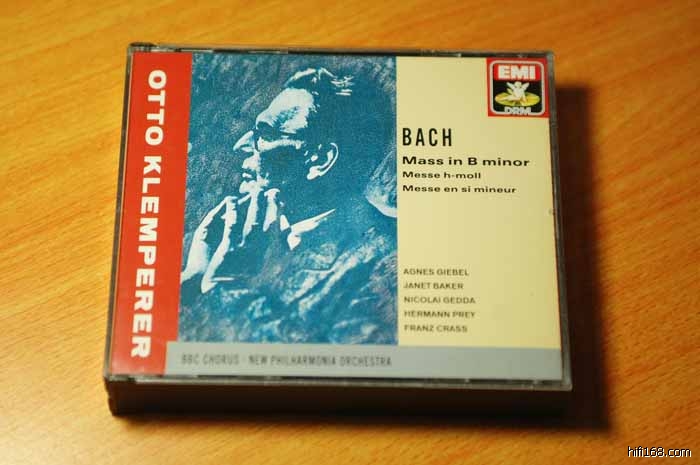 OTTO KLEMPERER
EMI
DRM
BACH
Mass in B minor
Messe h-moll
Messe en si mineur
AGNES GIEBEL
JANET BAKER
NICOLAI GEDDA
HERMANN PREY
FRANZ CRASS
BBC CHORUS · NEW PHILHARMONIA ORCHESTRA
hifi168.com